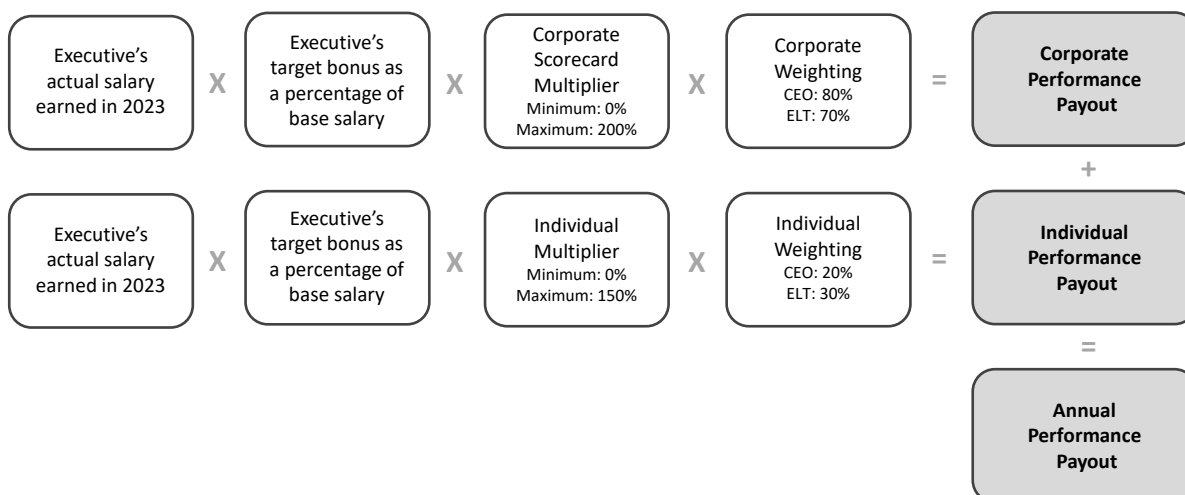 Executive’s
actual salary
earned in 2023
X
Executive’s
target bonus as
a percentage of
base salary
X
Corporate
Scorecard
Multiplier
Minimum: 0%
Maximum: 200%
X
Corporate
Weighting
CEO: 80%
ELT: 70%
=
Corporate
Performance
Payout
+
Executive’s
actual salary
earned in 2023
X
Executive’s
target bonus as
a percentage of
base salary
X
Individual
Multiplier
Minimum: 0%
Maximum: 150%
X
Individual
Weighting
CEO: 20%
ELT: 30%
=
Individual
Performance
Payout
=
Annual
Performance
Payout